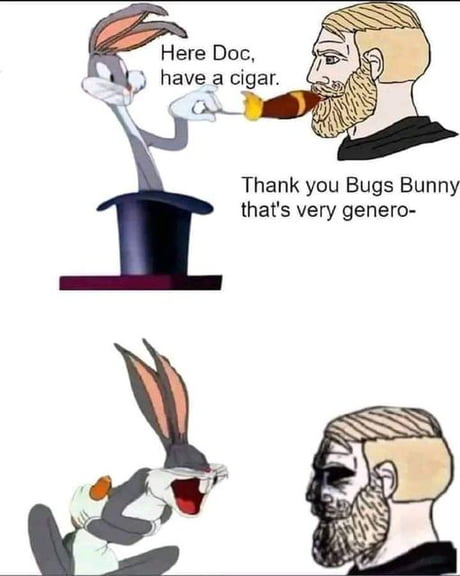 Here Doc,
have a cigar.
Thank you Bugs Bunny
that's very genero-